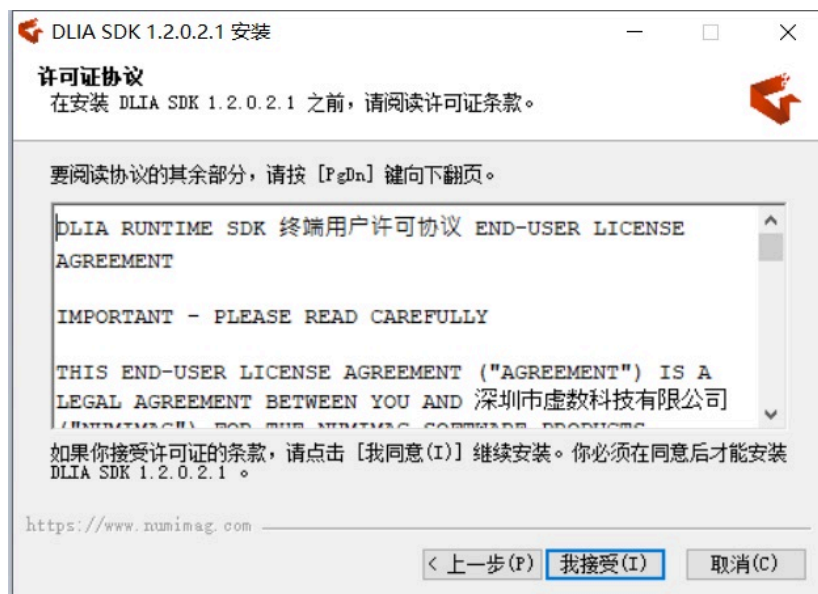 DLIA SDK 1.2.0.2.1 安装
许可证协议
在安装 DLIA SDK 1.2.0.2.1 之前，请阅读许可证条款。
要阅读协议的其余部分，请按 [PgDn] 键向下翻页。
DLIA RUNTIME SDK 终端用户许可协议 END-USER LICENSE
AGREEMENT
IMPORTANT - PLEASE READ CAREFULLY
THIS END-USER LICENSE AGREEMENT ("AGREEMENT") IS A
LEGAL AGREEMENT BETWEEN YOU AND 深圳市虚数科技有限公司
("NUMIMAG") FOR THE NUMIMAG SOFTWARE PRODUCTS
如果你接受许可证的条款，请点击 [我同意(I)] 继续安装。你必须在同意后才能安装
DLIA SDK 1.2.0.2.1 。
https://www.numimag.com
< 上一步(P) 我接受(I) 取消(C)